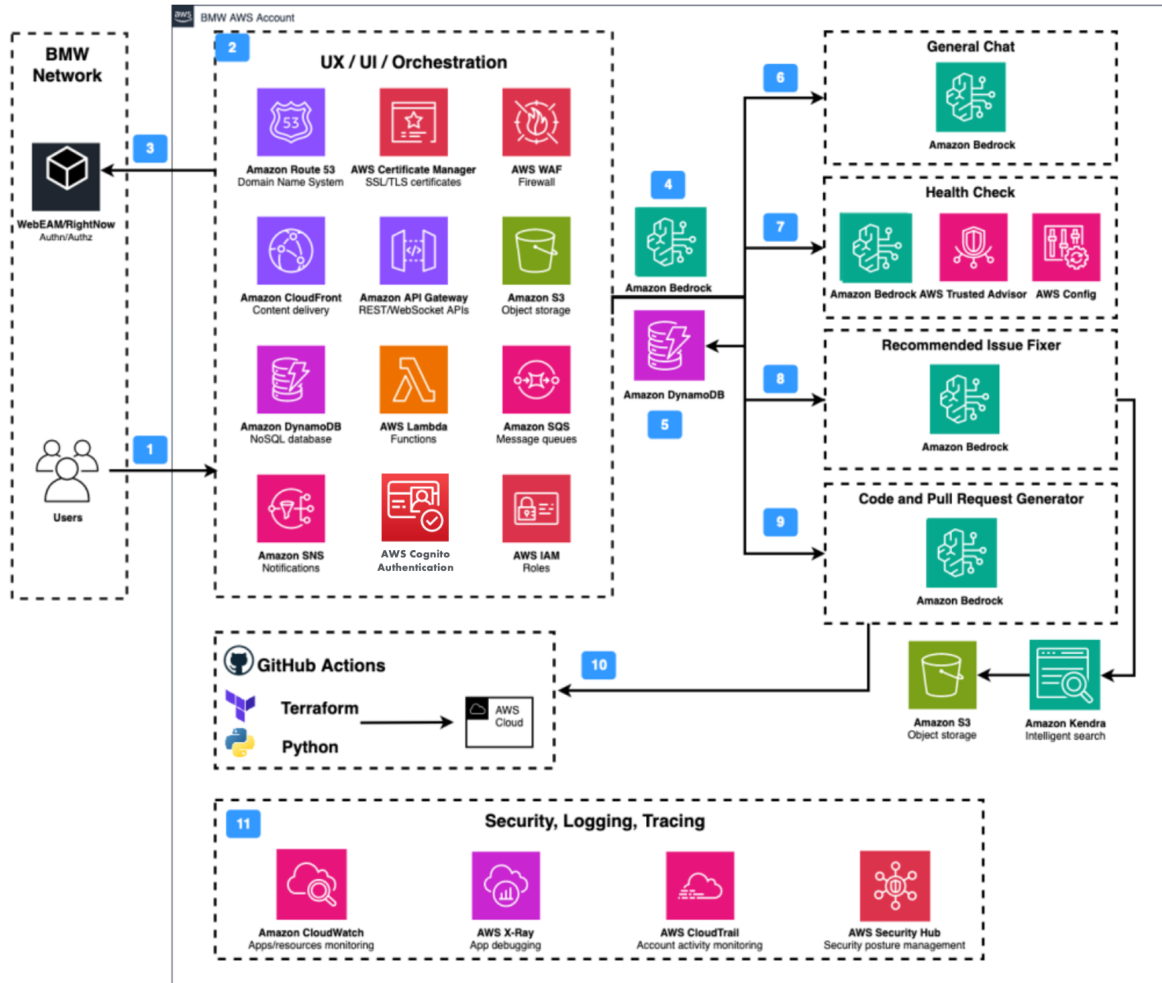 aws
BMW AWS Account
BMW
Network
3
WebEAM/RightNow
Authn/Authz
1
Users
2
UX / UI / Orchestration
53
Amazon Route 53
Domain Name System
AWS Certificate Manager
SSL/TLS certificates
AWS WAF
Firewall
Amazon CloudFront
Content delivery
Amazon API Gateway
REST/WebSocket APIs
Amazon S3
Object storage
Amazon DynamoDB
NoSQL database
AWS Lambda
Functions
Amazon SQS
Message queues
Amazon SNS
Notifications
AWS Cognito
Authentication
AWS IAM
Roles
4
Amazon Bedrock
Amazon DynamoDB
5
6
General Chat
Amazon Bedrock
7
Health Check
Amazon Bedrock
AWS Trusted Advisor
AWS Config
8
Recommended Issue Fixer
Amazon Bedrock
9
Code and Pull Request Generator
Amazon Bedrock
GitHub Actions
Terraform
Python
AWS
Cloud
10
Amazon S3
Object storage
Amazon Kendra
Intelligent search
11
Security, Logging, Tracing
Amazon CloudWatch
Apps/resources monitoring
AWS X-Ray
App debugging
AWS CloudTrail
Account activity monitoring
AWS Security Hub
Security posture management